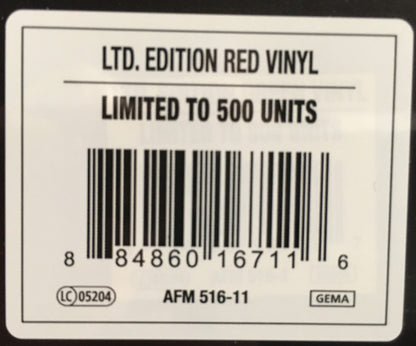 LTD. EDITION RED VINYL
LIMITED TO 500 UNITS
8 84860 16711 6
LC 05204 AFM 516-11 GEMA